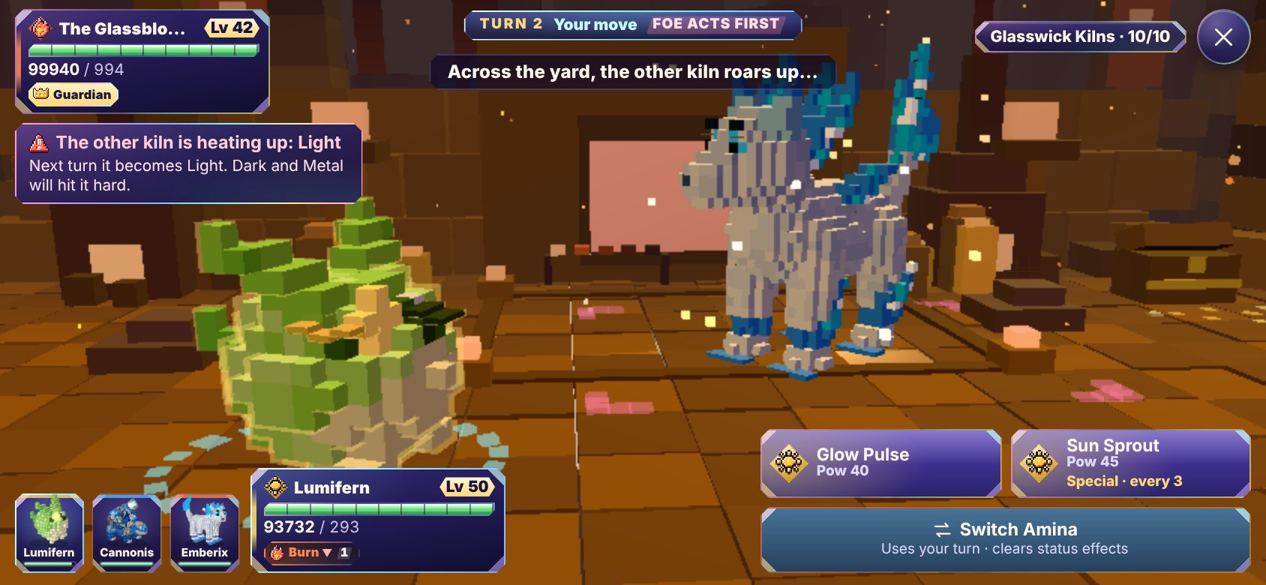 The Glassblo...
Lv 42
99940 / 994
Guardian
TURN 2 Your move FOE ACTS FIRST
Across the yard, the other kiln roars up...
Glasswick Kilns · 10/10
The other kiln is heating up: Light
Next turn it becomes Light. Dark and Metal
will hit it hard.
Lumifern
Cannonis
Emberix
Lumifern
Lv 50
93732 / 293
Burn ▼ 1
Glow Pulse
Pow 40
Sun Sprout
Pow 45
Special · every 3
Switch Amina
Uses your turn · clears status effects